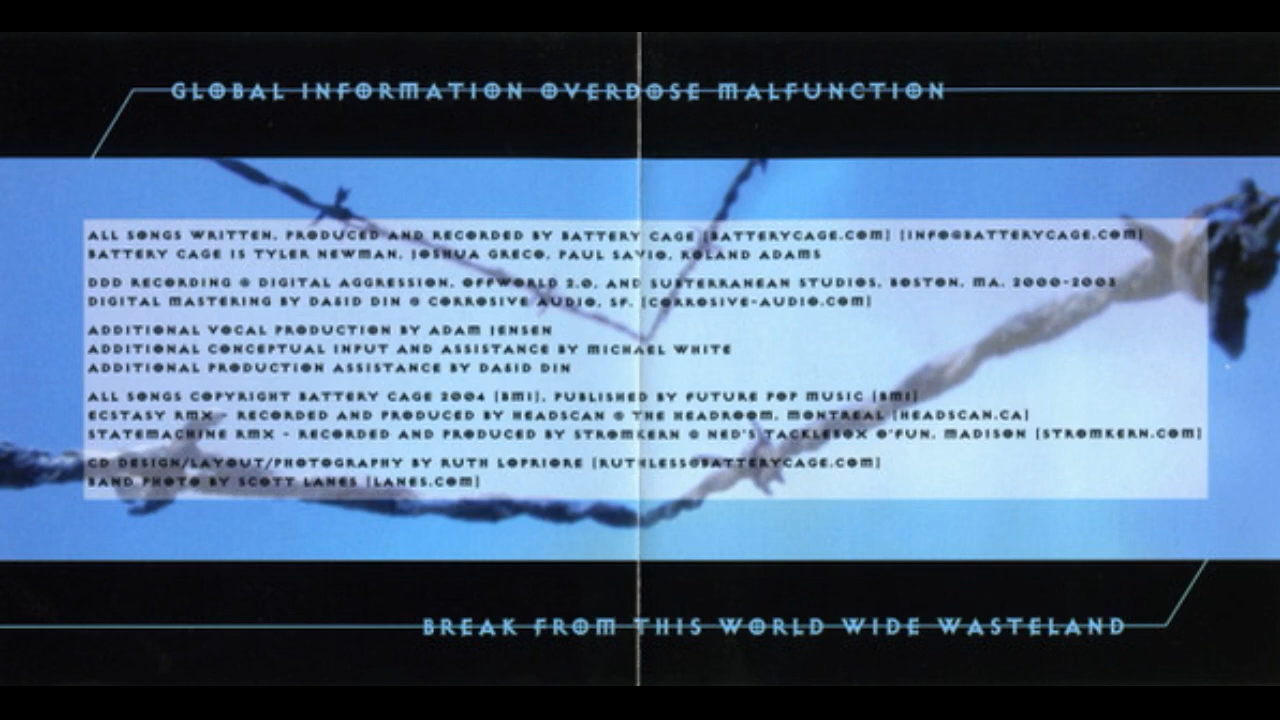 GLOBAL INFORMATION OVERDOSE MALFUNCTION
ALL SONGS WRITTEN, PRODUCED AND RECORDED BY BATTERY CAGE [BATTERYCAGE.COM] [INFO@BATTERYCAGE.COM]
BATTERY CAGE IS TYLER NEWMAN, JOSHUA GRECO, PAUL SAVIO, ROLAND ADAMS
DDD RECORDING @ DIGITAL AGGRESSION, OFFWORLD 2.0, AND SUBTERRANEAN STUDIOS, BOSTON, MA. 2000-2003
DIGITAL MASTERING BY DA5ID DIN @ CORROSIVE AUDIO, SF. [CORROSIVE-AUDIO.COM]
ADDITIONAL VOCAL PRODUCTION BY ADAM JENSEN
ADDITIONAL CONCEPTUAL INPUT AND ASSISTANCE BY MICHAEL WHITE
ADDITIONAL PRODUCTION ASSISTANCE BY DA5ID DIN
ALL SONGS COPYRIGHT BATTERY CAGE 2004 [BMI], PUBLISHED BY FUTURE POP MUSIC [BMI]
ECSTASY RMX - RECORDED AND PRODUCED BY HEADSCAN @ THE HEADROOM, MONTREAL [HEADSCAN.CA]
STATEMACHINE RMX - RECORDED AND PRODUCED BY STROMKERN @ NED'S TACKLEBOX O'FUN, MADISON [STROMKERN.COM]
CD DESIGN/LAYOUT/PHOTOGRAPHY BY RUTH LOPRIORE [RUTHLESS@BATTERYCAGE.COM]
BAND PHOTO BY SCOTT LANES [LANES.COM]
BREAK FROM THIS WORLD WIDE WASTELAND